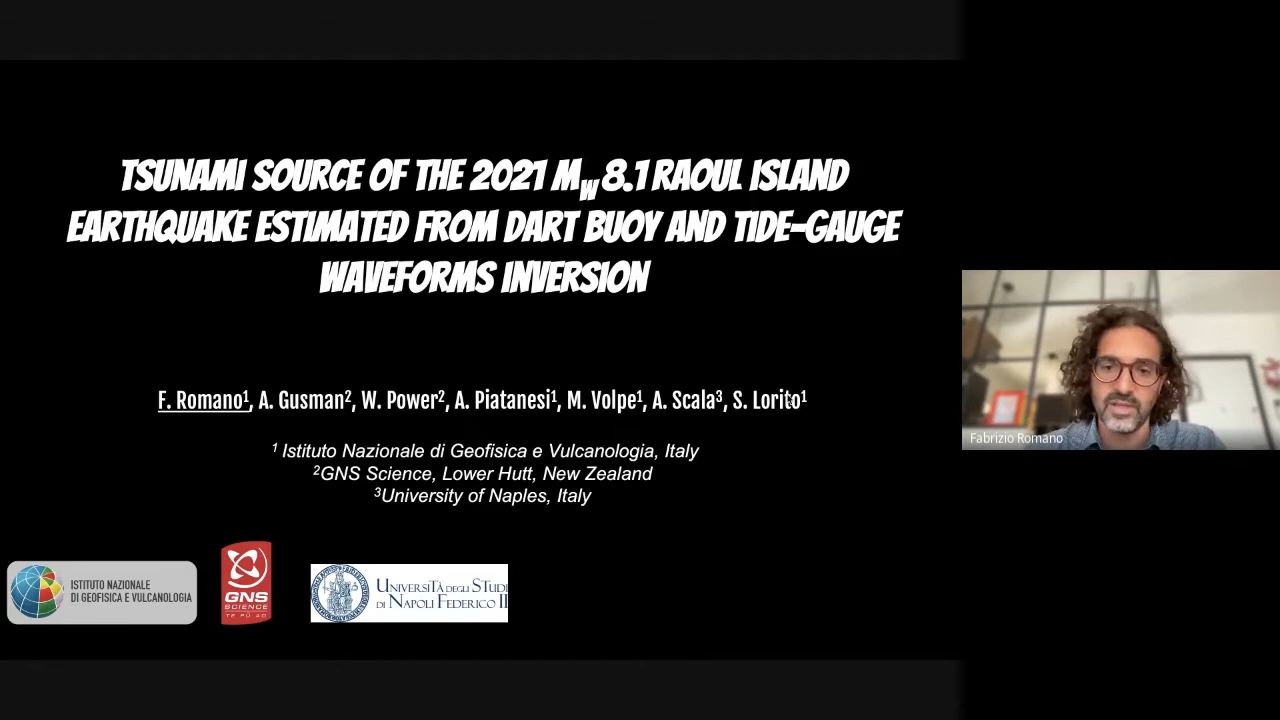 TSUNAMI SOURCE OF THE 2021 Mw 8.1 RAOUL ISLAND
EARTHQUAKE ESTIMATED FROM DART BUOY AND TIDE-GAUGE
WAVEFORMS INVERSION
F. Romano¹, A. Gusman², W. Power², A. Piatanesi¹, M. Volpe¹, A. Scala³, S. Lorito¹
¹ Istituto Nazionale di Geofisica e Vulcanologia, Italy
²GNS Science, Lower Hutt, New Zealand
³University of Naples, Italy
Fabrizio Romano
ISTITUTO NAZIONALE
DI GEOFISICA E VULCANOLOGIA
GNS
SCIENCE
TE PŪ AO
UNIVERSITÀ DEGLI STUDI
DI NAPOLI FEDERICO II